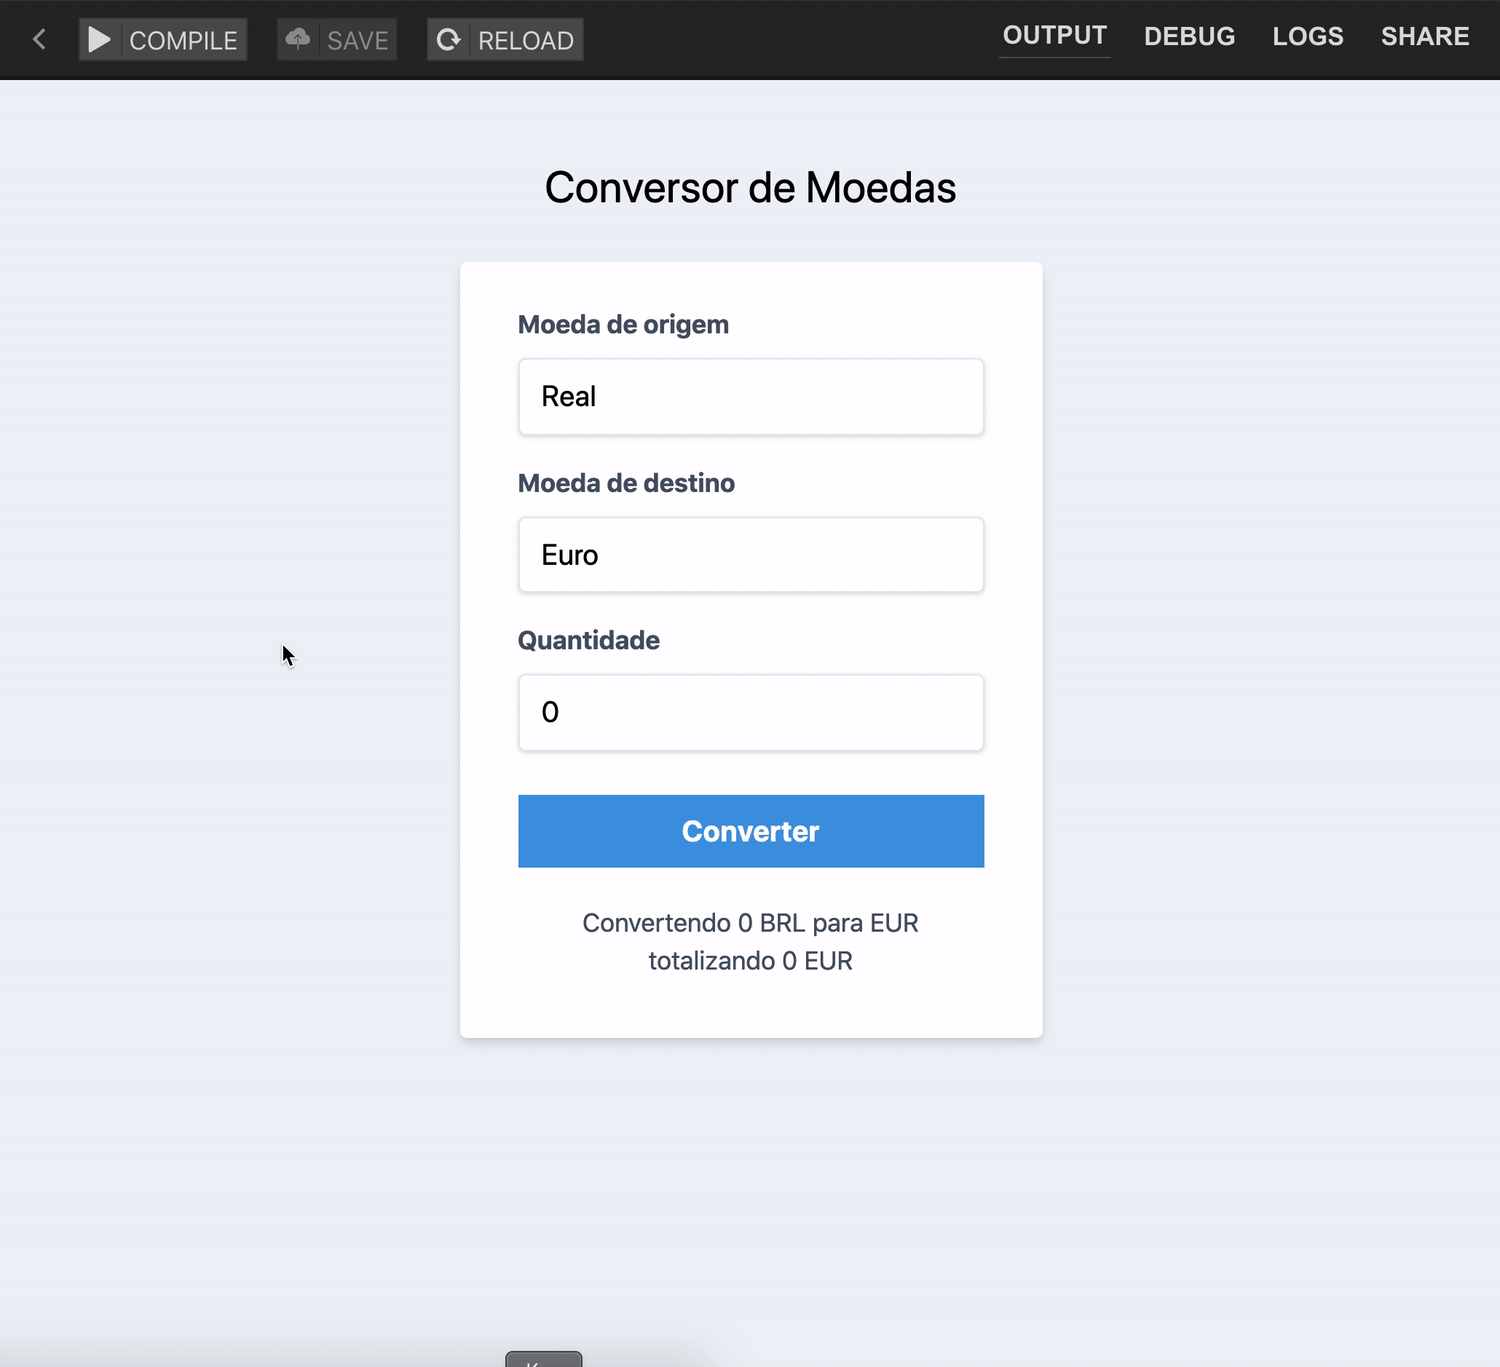 COMPILE SAVE RELOAD OUTPUT DEBUG LOGS SHARE
Conversor de Moedas
Moeda de origem
Real
Moeda de destino
Euro
Quantidade
0
Converter
Convertendo 0 BRL para EUR
totalizando 0 EUR